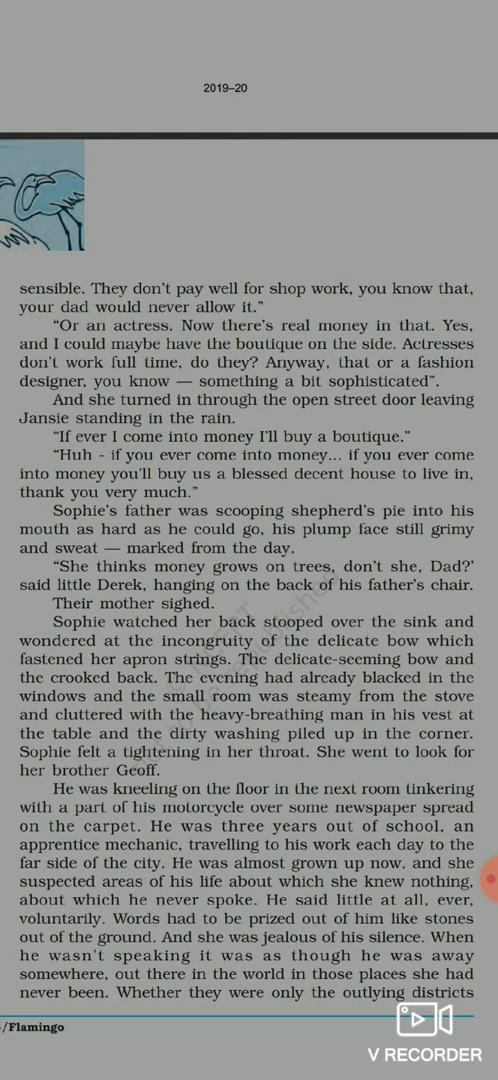 2019–20
sensible. They don't pay well for shop work, you know that,
your dad would never allow it."
"Or an actress. Now there's real money in that. Yes,
and I could maybe have the boutique on the side. Actresses
don't work full time, do they? Anyway, that or a fashion
designer, you know — something a bit sophisticated".
And she turned in through the open street door leaving
Jansie standing in the rain.
"If ever I come into money I'll buy a boutique."
"Huh - if you ever come into money... if you ever come
into money you'll buy us a blessed decent house to live in,
thank you very much."
Sophie's father was scooping shepherd's pie into his
mouth as hard as he could go, his plump face still grimy
and sweat — marked from the day.
"She thinks money grows on trees, don't she, Dad?'
said little Derek, hanging on the back of his father's chair.
Their mother sighed.
Sophie watched her back stooped over the sink and
wondered at the incongruity of the delicate bow which
fastened her apron strings. The delicate-seeming bow and
the crooked back. The evening had already blacked in the
windows and the small room was steamy from the stove
and cluttered with the heavy-breathing man in his vest at
the table and the dirty washing piled up in the corner.
Sophie felt a tightening in her throat. She went to look for
her brother Geoff.
He was kneeling on the floor in the next room tinkering
with a part of his motorcycle over some newspaper spread
on the carpet. He was three years out of school, an
apprentice mechanic, travelling to his work each day to the
far side of the city. He was almost grown up now, and she
suspected areas of his life about which she knew nothing,
about which he never spoke. He said little at all, ever,
voluntarily. Words had to be prized out of him like stones
out of the ground. And she was jealous of his silence. When
he wasn't speaking it was as though he was away
somewhere, out there in the world in those places she had
never been. Whether they were only the outlying districts
/Flamingo
V RECORDER